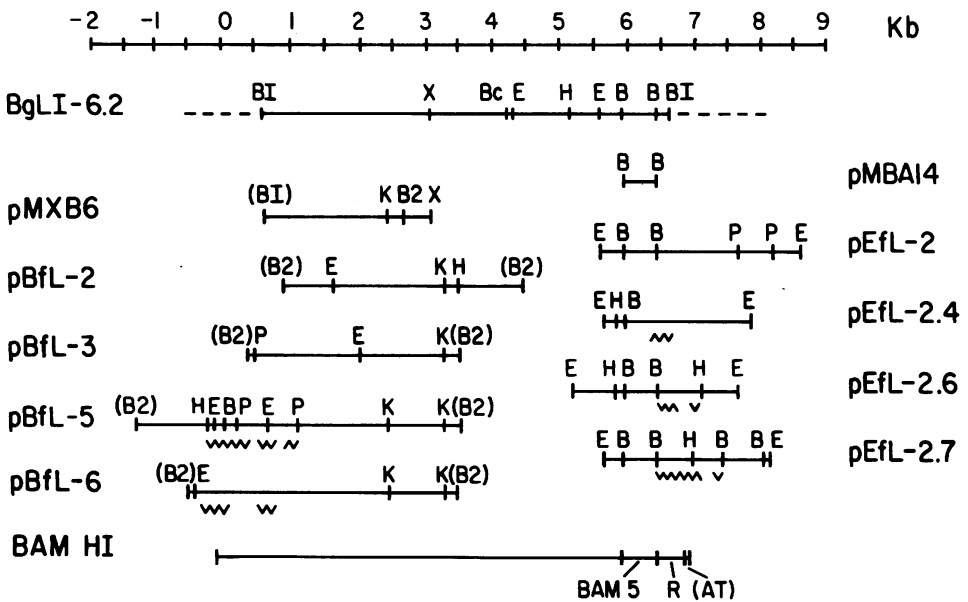 -2 -1 0 1 2 3 4 5 6 7 8 9 Kb
BgLI-6.2 BI X Bc E H E B B BI
B B pMBA14
pMXB6 (BI) K B2 X
E B B P P E pEfL-2
pBfL-2 (B2) E K H (B2)
E H B E pEfL-2.4
pBfL-3 (B2) P E K (B2)
E H B B H E pEfL-2.6
pBfL-5 (B2) H E B P E P K K (B2)
E B B H B B E pEfL-2.7
pBfL-6 (B2) E K K (B2)
BAM HI
BAM 5 R (AT)